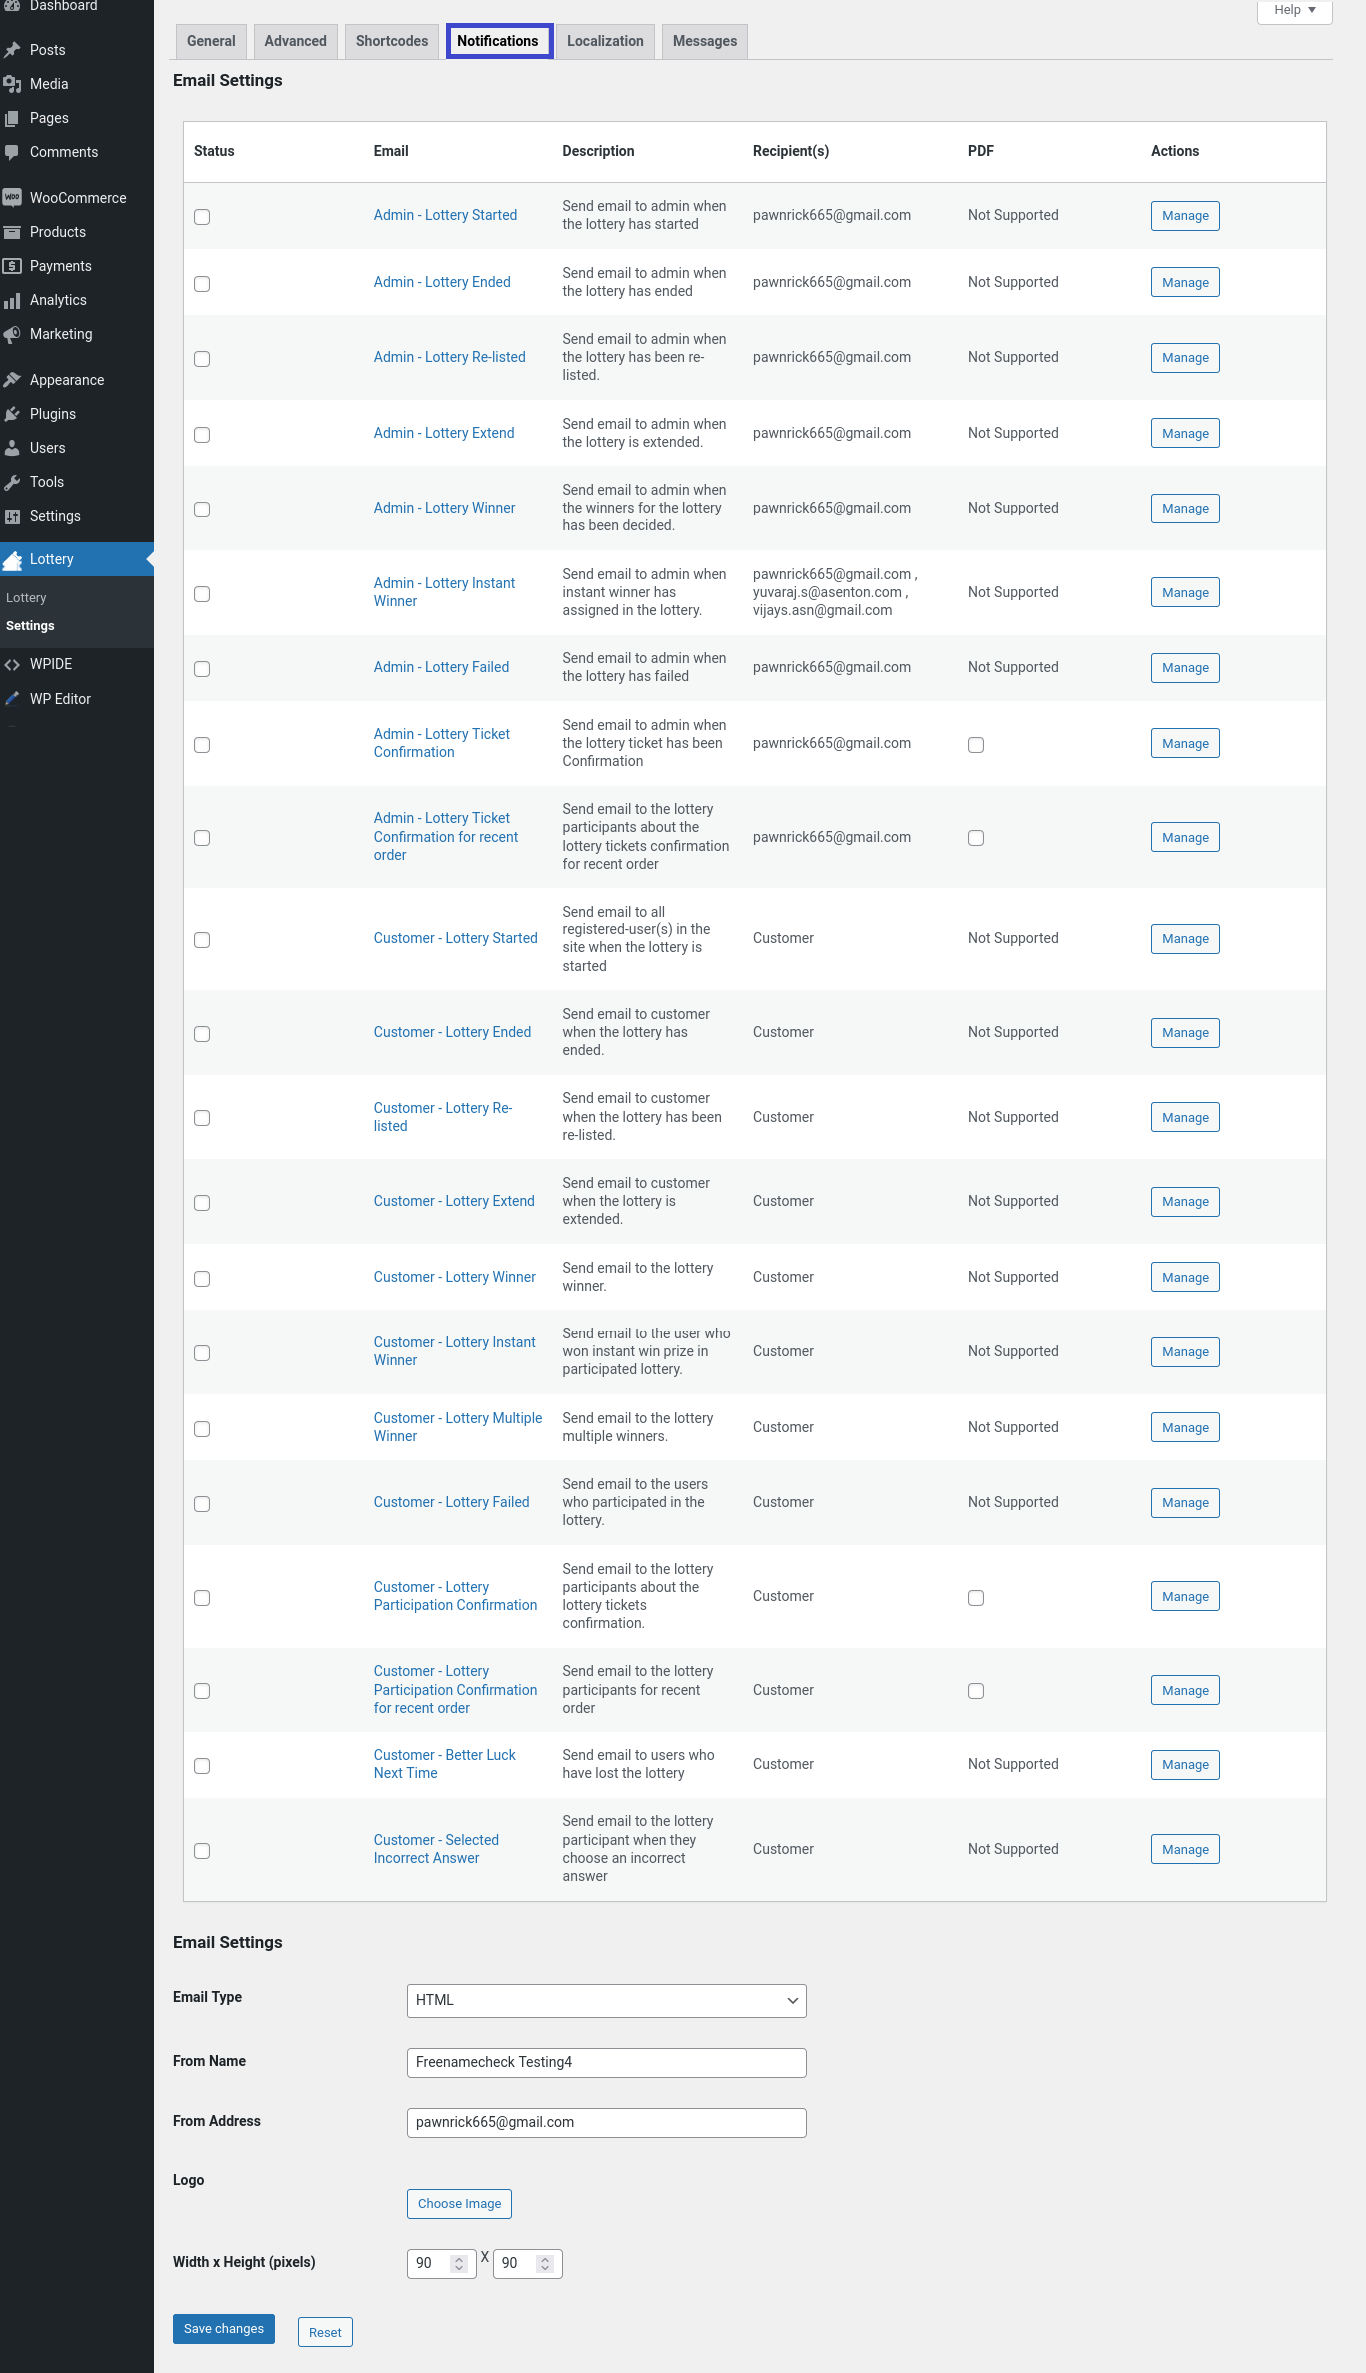 Dashboard
Posts
Media
Pages
Comments
WooCommerce
Products
Payments
Analytics
Marketing
Appearance
Plugins
Users
Tools
Settings
Lottery
Lottery
Settings
WPIDE
WP Editor
Help
General Advanced Shortcodes Notifications Localization Messages
Email Settings
Status Email Description Recipient(s) PDF Actions
Admin - Lottery Started
Send email to admin when
the lottery has started
pawnrick665@gmail.com
Not Supported
Manage
Admin - Lottery Ended
Send email to admin when
the lottery has ended
pawnrick665@gmail.com
Not Supported
Manage
Admin - Lottery Re-listed
Send email to admin when
the lottery has been re-
listed.
pawnrick665@gmail.com
Not Supported
Manage
Admin - Lottery Extend
Send email to admin when
the lottery is extended.
pawnrick665@gmail.com
Not Supported
Manage
Admin - Lottery Winner
Send email to admin when
the winners for the lottery
has been decided.
pawnrick665@gmail.com
Not Supported
Manage
Admin - Lottery Instant
Winner
Send email to admin when
instant winner has
assigned in the lottery.
pawnrick665@gmail.com ,
yuvaraj.s@asenton.com ,
vijays.asn@gmail.com
Not Supported
Manage
Admin - Lottery Failed
Send email to admin when
the lottery has failed
pawnrick665@gmail.com
Not Supported
Manage
Admin - Lottery Ticket
Confirmation
Send email to admin when
the lottery ticket has been
Confirmation
pawnrick665@gmail.com
Manage
Admin - Lottery Ticket
Confirmation for recent
order
Send email to the lottery
participants about the
lottery tickets confirmation
for recent order
pawnrick665@gmail.com
Manage
Customer - Lottery Started
Send email to all
registered-user(s) in the
site when the lottery is
started
Customer
Not Supported
Manage
Customer - Lottery Ended
Send email to customer
when the lottery has
ended.
Customer
Not Supported
Manage
Customer - Lottery Re-
listed
Send email to customer
when the lottery has been
re-listed.
Customer
Not Supported
Manage
Customer - Lottery Extend
Send email to customer
when the lottery is
extended.
Customer
Not Supported
Manage
Customer - Lottery Winner
Send email to the lottery
winner.
Customer
Not Supported
Manage
Customer - Lottery Instant
Winner
Send email to the user who
won instant win prize in
participated lottery.
Customer
Not Supported
Manage
Customer - Lottery Multiple
Winner
Send email to the lottery
multiple winners.
Customer
Not Supported
Manage
Customer - Lottery Failed
Send email to the users
who participated in the
lottery.
Customer
Not Supported
Manage
Customer - Lottery
Participation Confirmation
Send email to the lottery
participants about the
lottery tickets
confirmation.
Customer
Manage
Customer - Lottery
Participation Confirmation
for recent order
Send email to the lottery
participants for recent
order
Customer
Manage
Customer - Better Luck
Next Time
Send email to users who
have lost the lottery
Customer
Not Supported
Manage
Customer - Selected
Incorrect Answer
Send email to the lottery
participant when they
choose an incorrect
answer
Customer
Not Supported
Manage
Email Settings
Email Type HTML
From Name Freenamecheck Testing4
From Address pawnrick665@gmail.com
Logo
Choose Image
Width x Height (pixels) 90 X 90
Save changes Reset